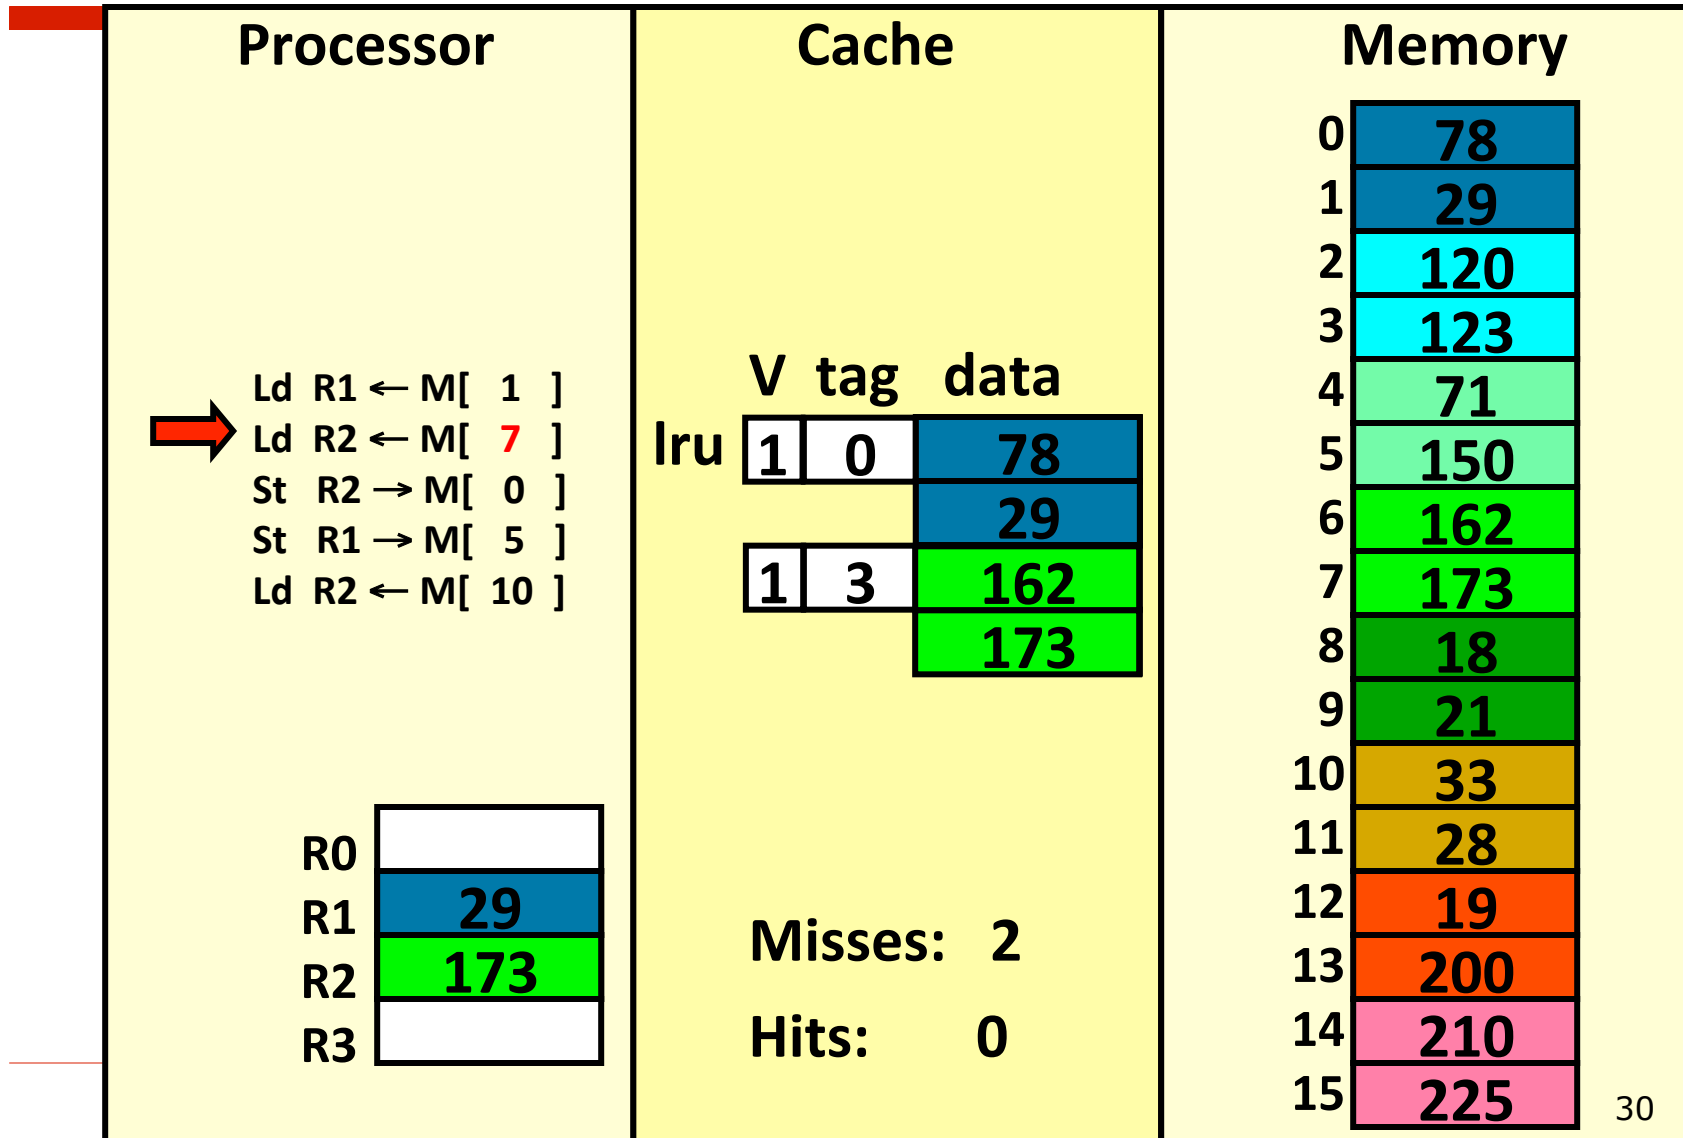 Processor
Ld R1 ← M[ 1 ]
Ld R2 ← M[ 7 ]
St R2 → M[ 0 ]
St R1 → M[ 5 ]
Ld R2 ← M[ 10 ]
R0
R1 29
R2 173
R3
Cache
V tag data
lru 1 0 78
29
1 3 162
173
Misses: 2
Hits: 0
Memory
0 78
1 29
2 120
3 123
4 71
5 150
6 162
7 173
8 18
9 21
10 33
11 28
12 19
13 200
14 210
15 225
30